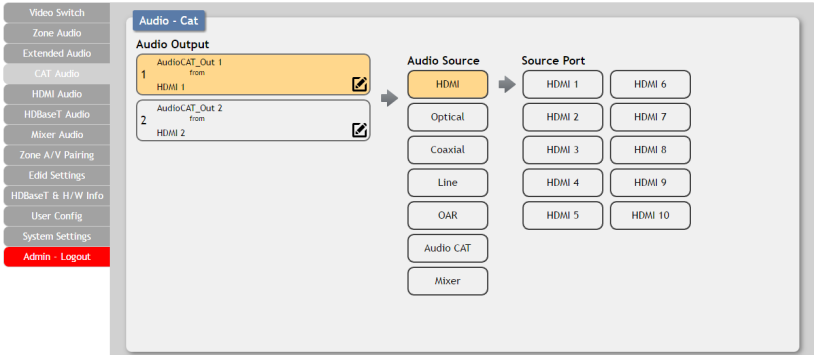 Video Switch
Zone Audio
Extended Audio
CAT Audio
HDMI Audio
HDBaseT Audio
Mixer Audio
Zone A/V Pairing
Edid Settings
HDBaseT & H/W Info
User Config
System Settings
Admin - Logout
Audio - Cat
Audio Output
1
AudioCAT_Out 1
from
HDMI 1
2
AudioCAT_Out 2
from
HDMI 2
Audio Source
HDMI
Optical
Coaxial
Line
OAR
Audio CAT
Mixer
Source Port
HDMI 1
HDMI 6
HDMI 2
HDMI 7
HDMI 3
HDMI 8
HDMI 4
HDMI 9
HDMI 5
HDMI 10